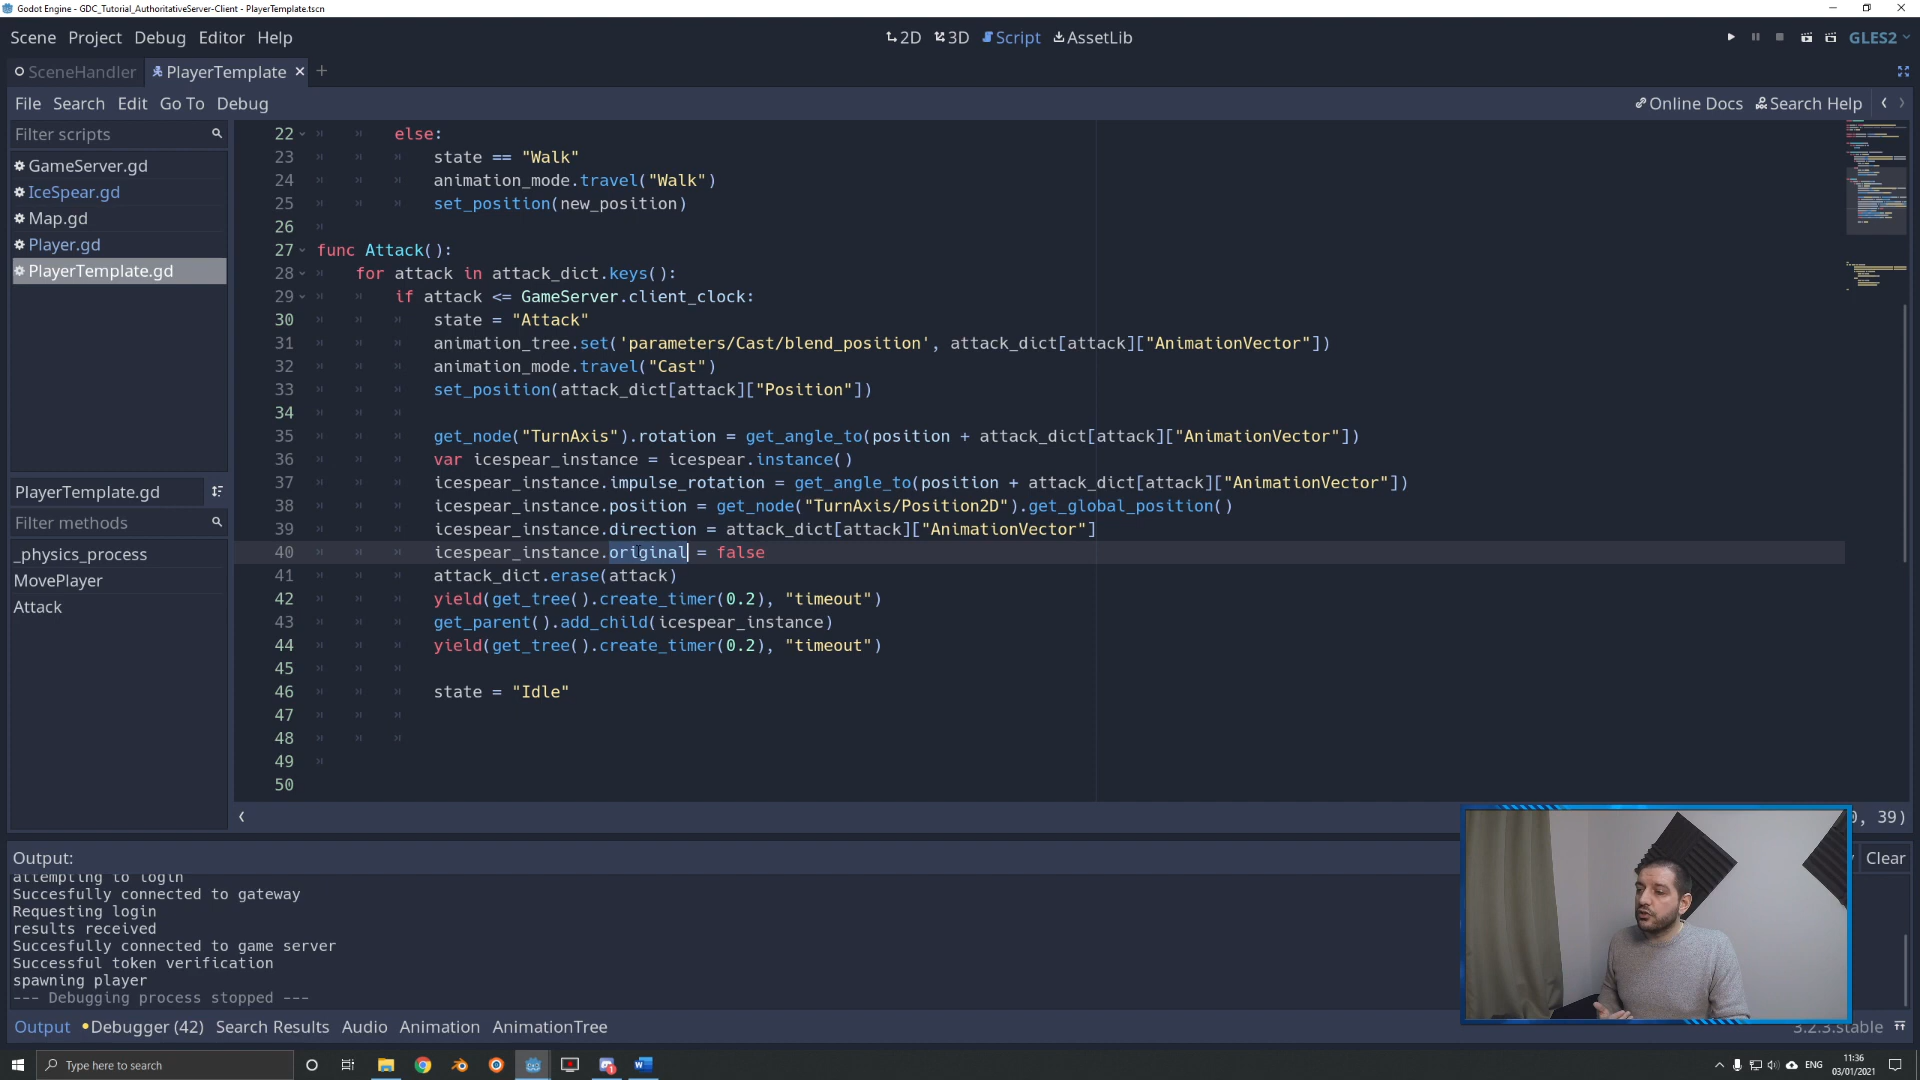 Godot Engine - GDC_Tutorial_AuthoritativeServer-Client - PlayerTemplate.tscn
Scene Project Debug Editor Help
2D 3D Script AssetLib
GLES2
SceneHandler PlayerTemplate
File Search Edit Go To Debug
Online Docs Search Help
Filter scripts
GameServer.gd
IceSpear.gd
Map.gd
Player.gd
PlayerTemplate.gd
PlayerTemplate.gd
Filter methods
_physics_process
MovePlayer
Attack
22 else:
23 state == "Walk"
24 animation_mode.travel("Walk")
25 set_position(new_position)
26
27 func Attack():
28 for attack in attack_dict.keys():
29 if attack <= GameServer.client_clock:
30 state = "Attack"
31 animation_tree.set('parameters/Cast/blend_position', attack_dict[attack]["AnimationVector"])
32 animation_mode.travel("Cast")
33 set_position(attack_dict[attack]["Position"])
34
35 get_node("TurnAxis").rotation = get_angle_to(position + attack_dict[attack]["AnimationVector"])
36 var icespear_instance = icespear.instance()
37 icespear_instance.impulse_rotation = get_angle_to(position + attack_dict[attack]["AnimationVector"])
38 icespear_instance.position = get_node("TurnAxis/Position2D").get_global_position()
39 icespear_instance.direction = attack_dict[attack]["AnimationVector"]
40 icespear_instance.original = false
41 attack_dict.erase(attack)
42 yield(get_tree().create_timer(0.2), "timeout")
43 get_parent().add_child(icespear_instance)
44 yield(get_tree().create_timer(0.2), "timeout")
45
46 state = "Idle"
47
48
49
50
39)
Output:
Clear
attempting to login
Succesfully connected to gateway
Requesting login
results received
Succesfully connected to game server
Successful token verification
spawning player
--- Debugging process stopped ---
Output Debugger (42) Search Results Audio Animation AnimationTree
3.2.3.stable
Type here to search
ENG
11:36
03/01/2021